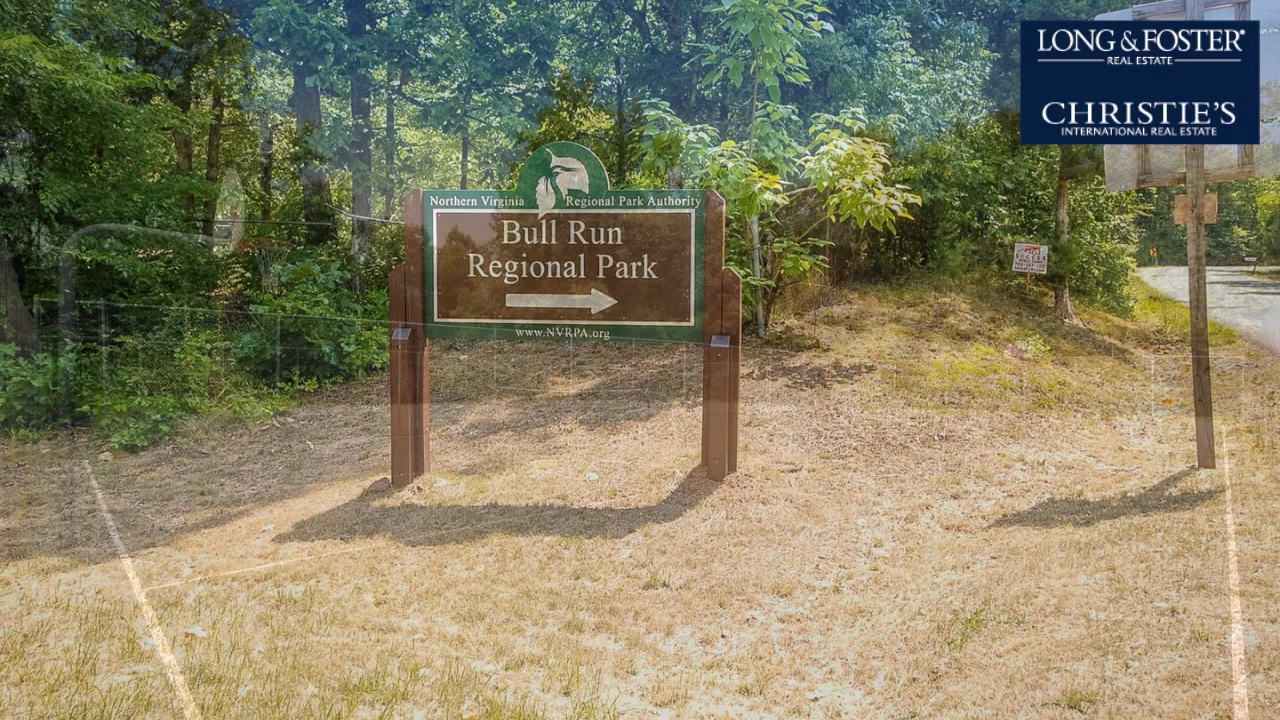 LONG & FOSTER®
REAL ESTATE
CHRISTIE'S
INTERNATIONAL REAL ESTATE
Northern Virginia Regional Park Authority
Bull Run
Regional Park
www.NVRPA.org
SOCCER